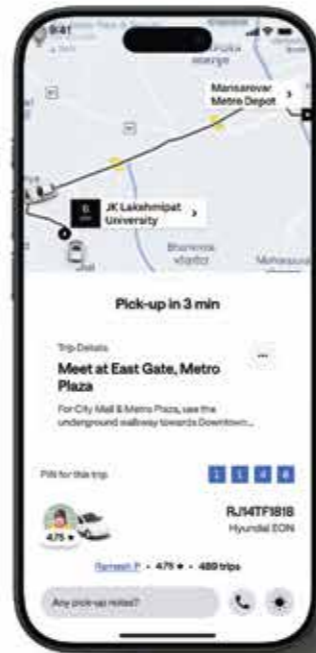 9:41
Mansarovar
Metro Depot
JK Lakshmipat
University
Pick-up in 3 min
Trip Details
Meet at East Gate, Metro
Plaza
For City Mall & Metro Plaza, use the
underground walkway towards Downtown...
PIN for this trip
RJ14TF1818
Hyundai EON
4.75 ★
Ramesh P • 4.75 ★ • 489 trips
Any pick-up notes?